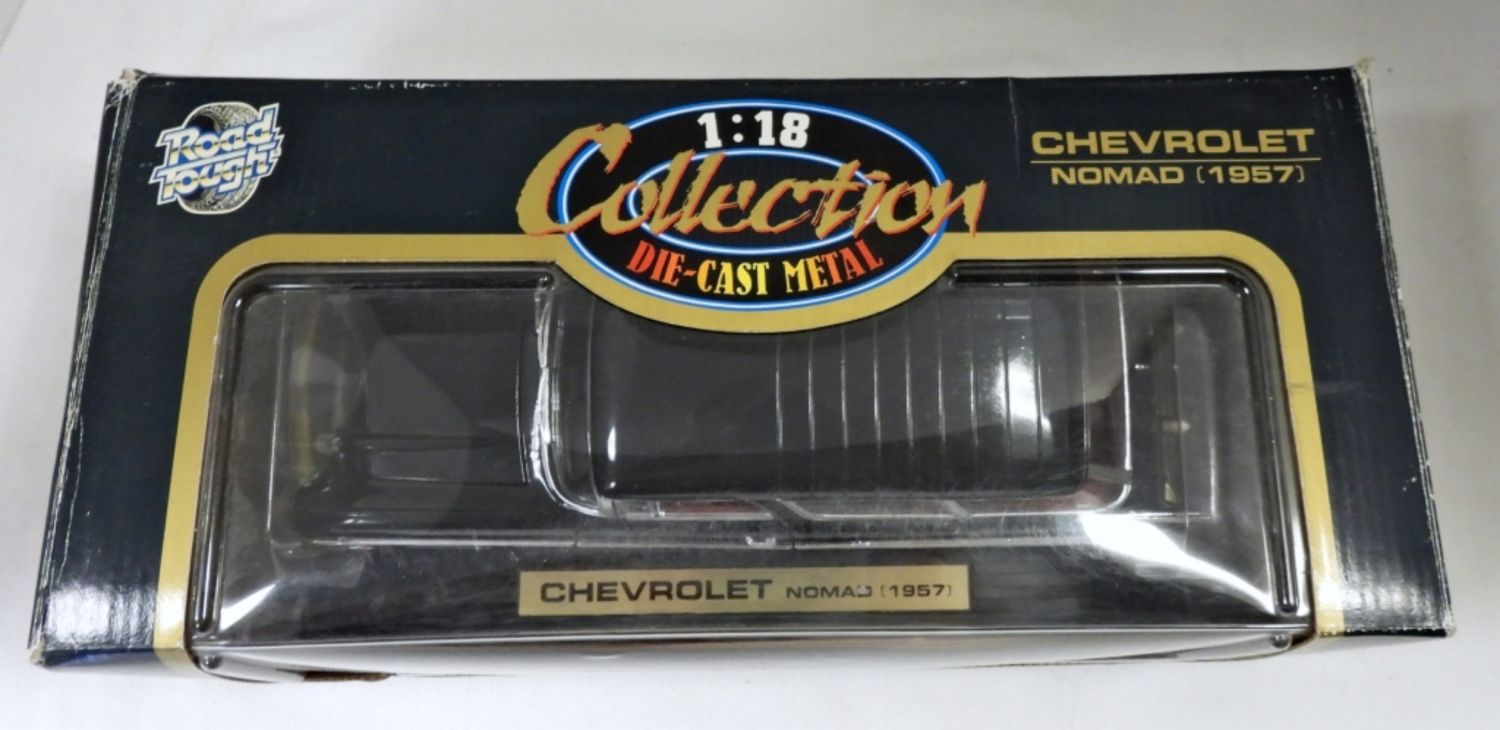 Road
Tough
1:18
Collection
DIE-CAST METAL
CHEVROLET
NOMAD (1957)
CHEVROLET NOMAD (1957)